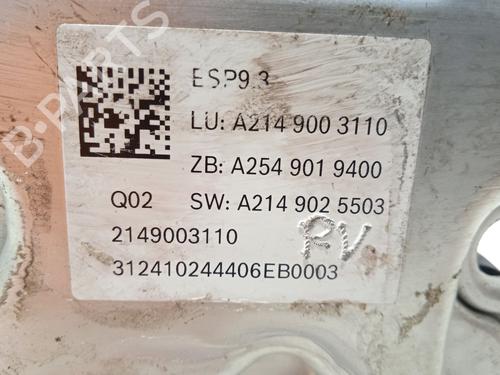 ESP9.3
LU: A214 900 3110
ZB: A254 901 9400
Q02 SW: A214 902 5503
2149003110
RV
312410244406EB0003
B-PARTS